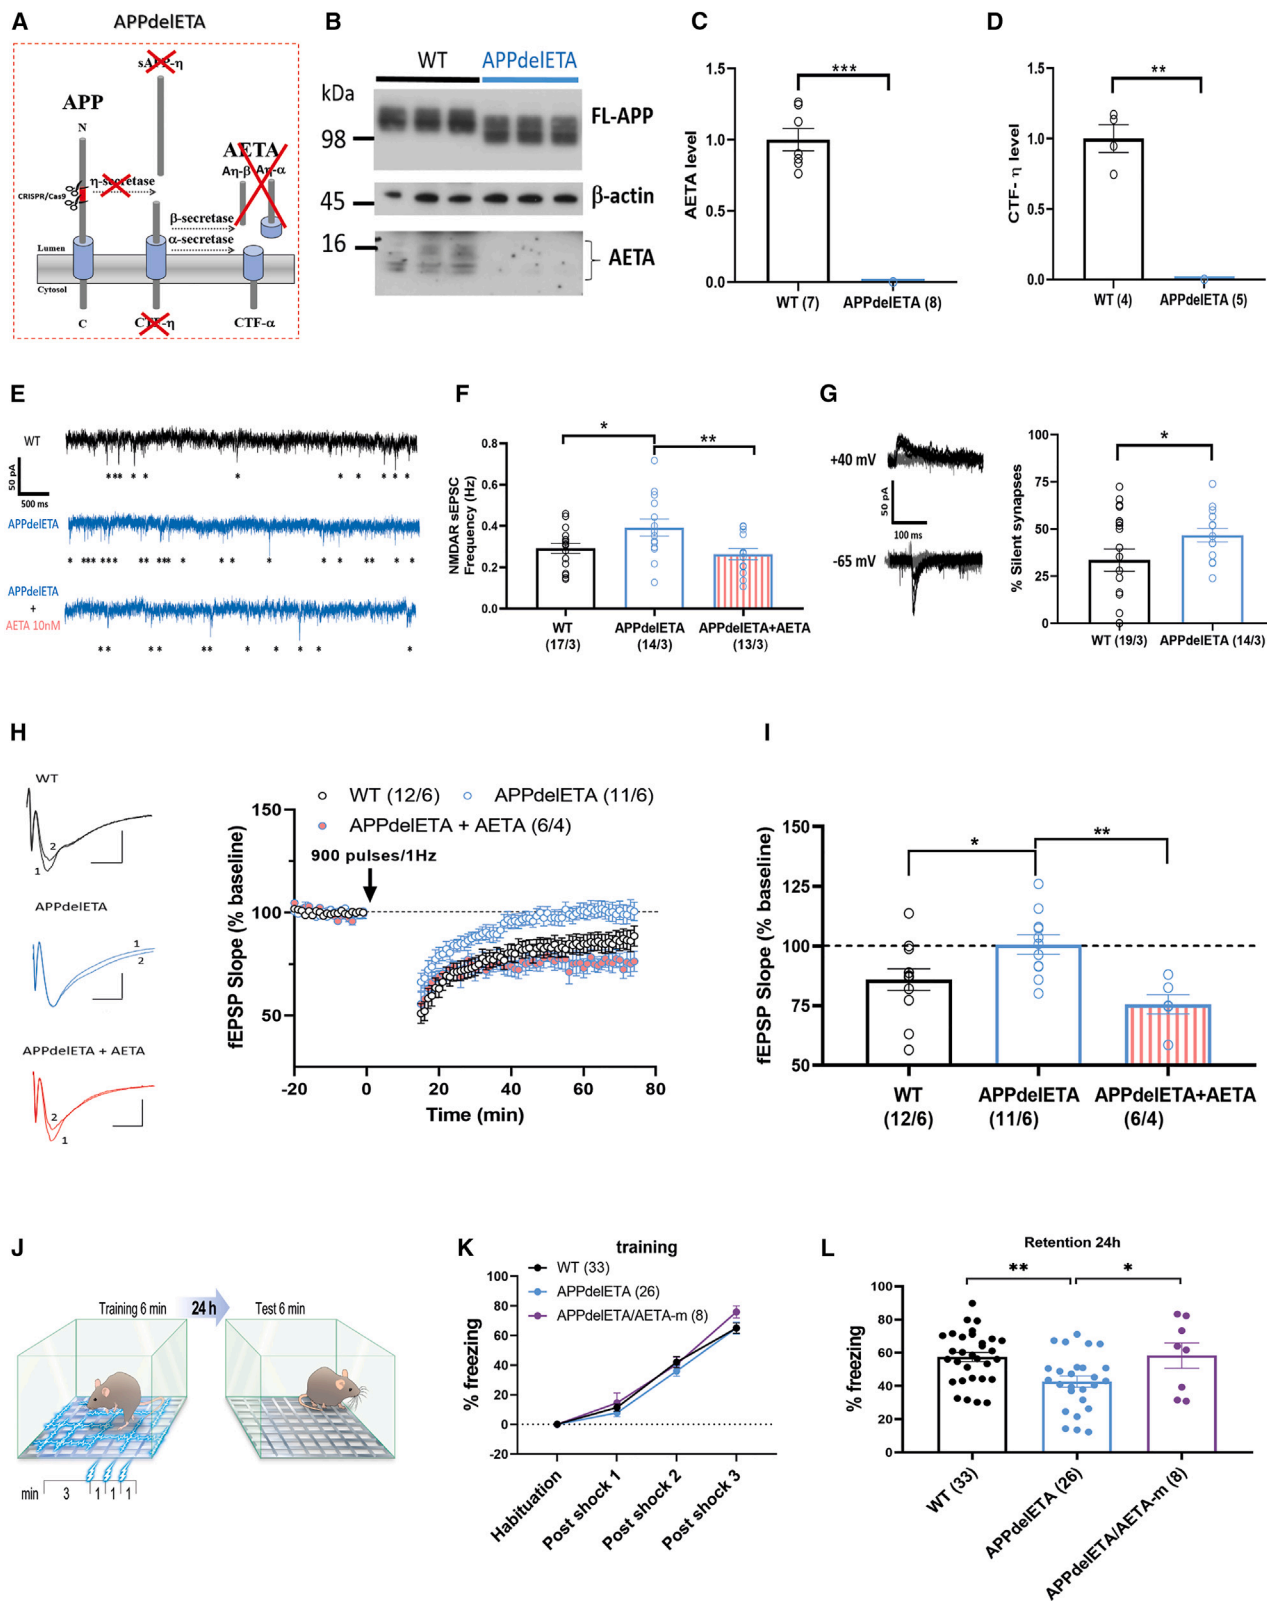 A
APPdelETA
sAPP-η
APP
N
AETA
Aη-β Aη-α
η-secretase
CRISPR/Cas9
β-secretase
α-secretase
Lumen
Cytosol
C
CTF-η
CTF-α
B
WT APPdelETA
kDa
FL-APP
98
β-actin
45
16
AETA
C
AETA level
1.5
1.0
0.5
0.0
***
WT (7)
APPdelETA (8)
D
CTF- η level
1.5
1.0
0.5
0.0
**
WT (4)
APPdelETA (5)
E
WT
50 pA
500 ms
APPdelETA
APPdelETA
+
AETA 10nM
F
NMDAR sEPSC
Frequency (Hz)
0.8
0.6
0.4
0.2
0.0
*
**
WT
(17/3)
APPdelETA
(14/3)
APPdelETA+AETA
(13/3)
G
+40 mV
50 pA
100 ms
-65 mV
% Silent synapses
100
75
50
25
0
*
WT (19/3)
APPdelETA (14/3)
H
WT
2
1
APPdelETA
1
2
APPdelETA + AETA
2
1
WT (12/6)
APPdelETA (11/6)
APPdelETA + AETA (6/4)
900 pulses/1Hz
fEPSP Slope (% baseline)
150
100
50
-20
0
20
40
60
80
Time (min)
I
fEPSP Slope (% baseline)
150
125
100
75
50
*
**
WT
(12/6)
APPdelETA
(11/6)
APPdelETA+AETA
(6/4)
J
Training 6 min
24 h
Test 6 min
min 3 1 1 1
K
training
WT (33)
APPdelETA (26)
APPdelETA/AETA-m (8)
% freezing
100
80
60
40
20
0
-20
Habituation
Post shock 1
Post shock 2
Post shock 3
L
Retention 24h
**
*
% freezing
100
80
60
40
20
0
WT (33)
APPdelETA (26)
APPdelETA/AETA-m (8)